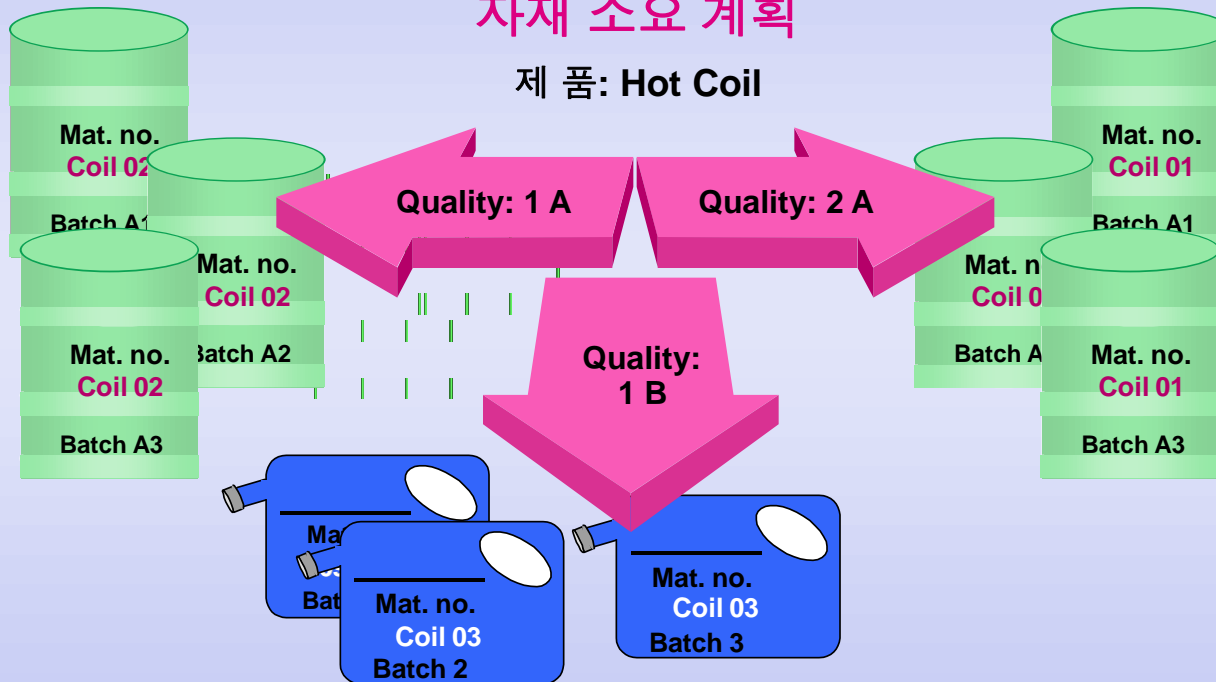 자재 소요 계획
제 품: Hot Coil
Mat. no.
Coil 02
Batch A1
Mat. no.
Coil 02
Batch A2
Mat. no.
Coil 02
Batch A3
Quality: 1 A
Quality: 2 A
Quality:
1 B
Mat. no.
Coil 01
Batch A1
Mat.
Coil
Batch
Mat. no.
Coil 01
Batch A3
Mat. no.
Coil 03
Batch 2
Mat. no.
Coil 03
Batch 3